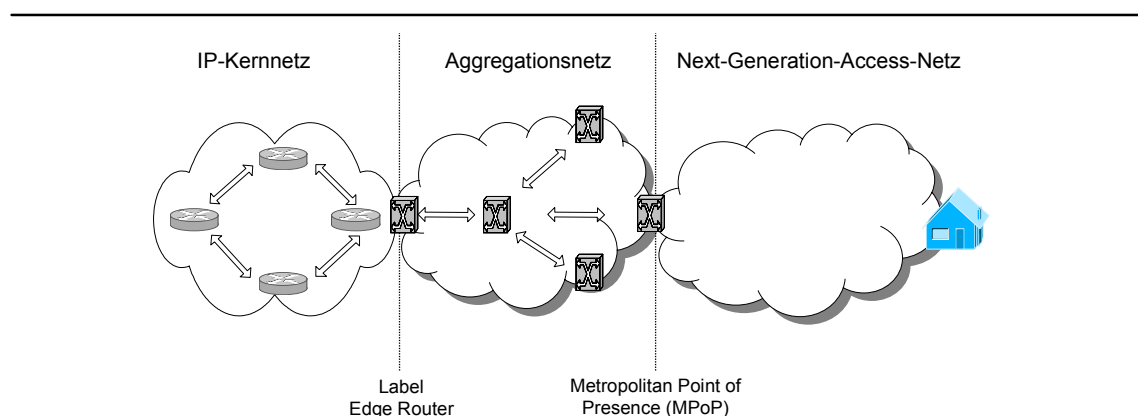 IP-Kernnetz
Aggregationsnetz
Next-Generation-Access-Netz
Label
Edge Router
Metropolitan Point of
Presence (MPoP)